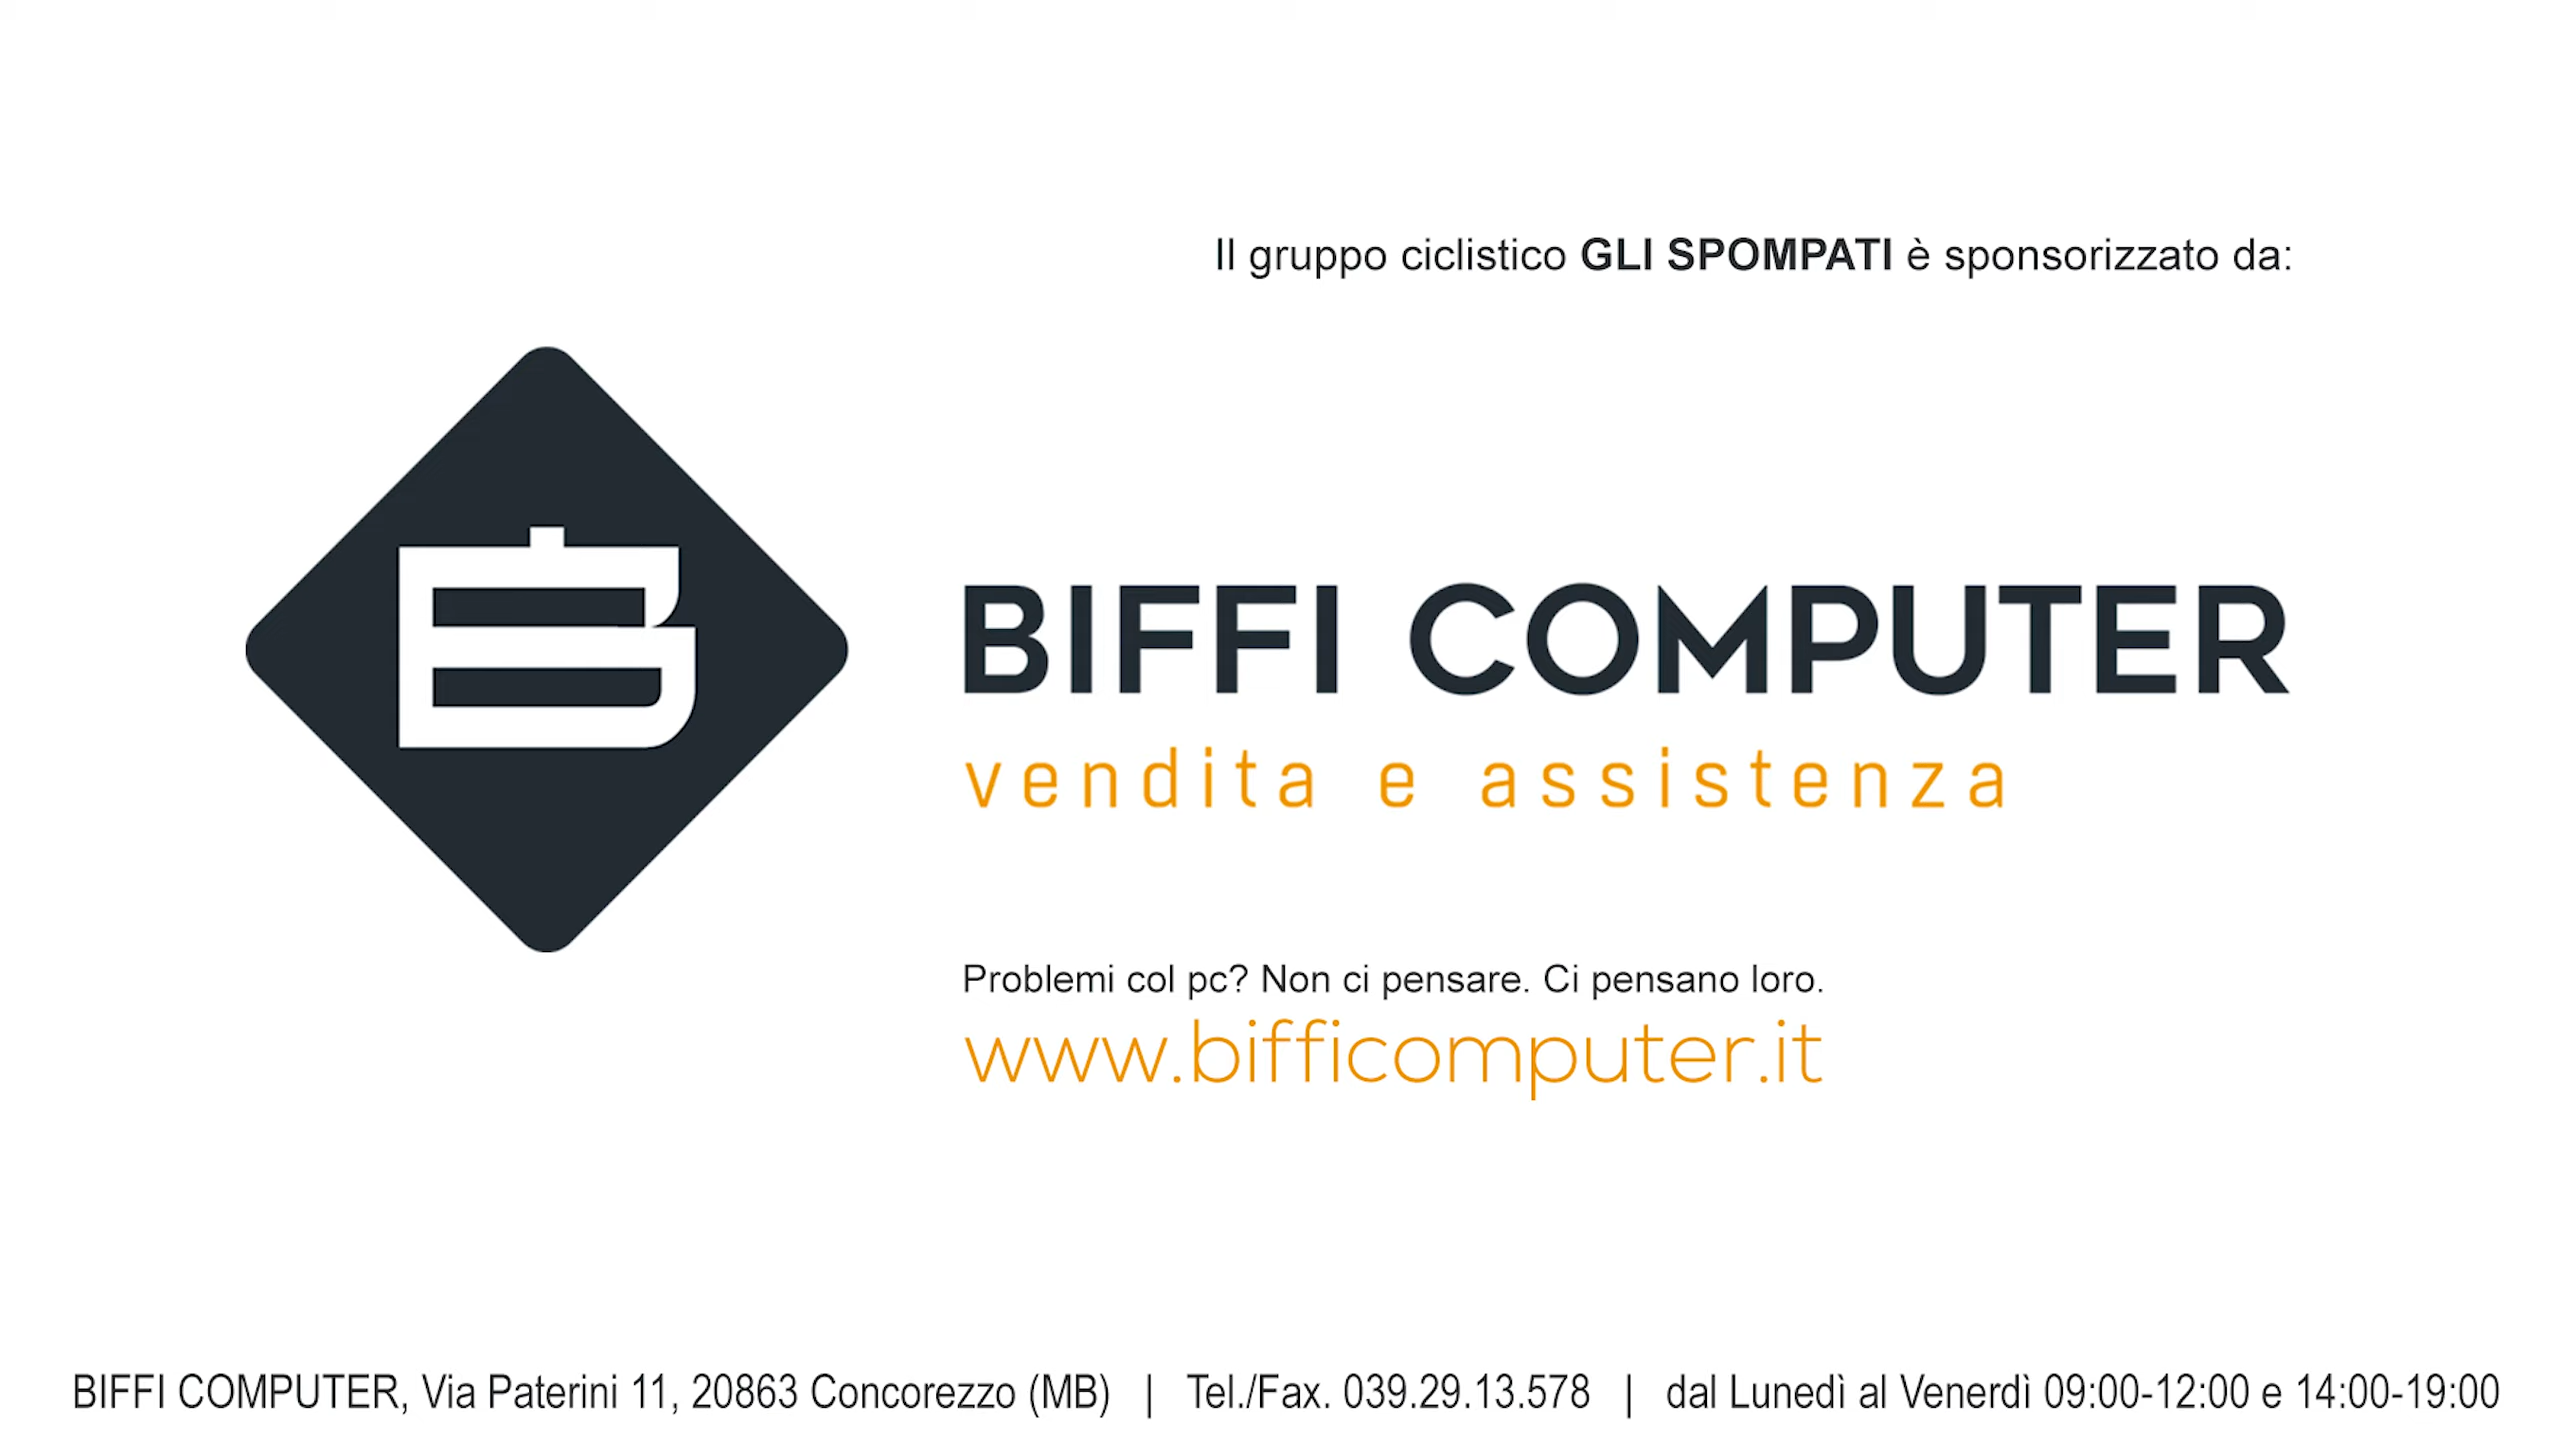 Il gruppo ciclistico GLI SPOMPATI è sponsorizzato da:
B
BIFFI COMPUTER
vendita e assistenza
Problemi col pc? Non ci pensare. Ci pensano loro.
www.bifficomputer.it
BIFFI COMPUTER, Via Paterini 11, 20863 Concorezzo (MB) | Tel./Fax. 039.29.13.578 | dal Lunedì al Venerdì 09:00-12:00 e 14:00-19:00